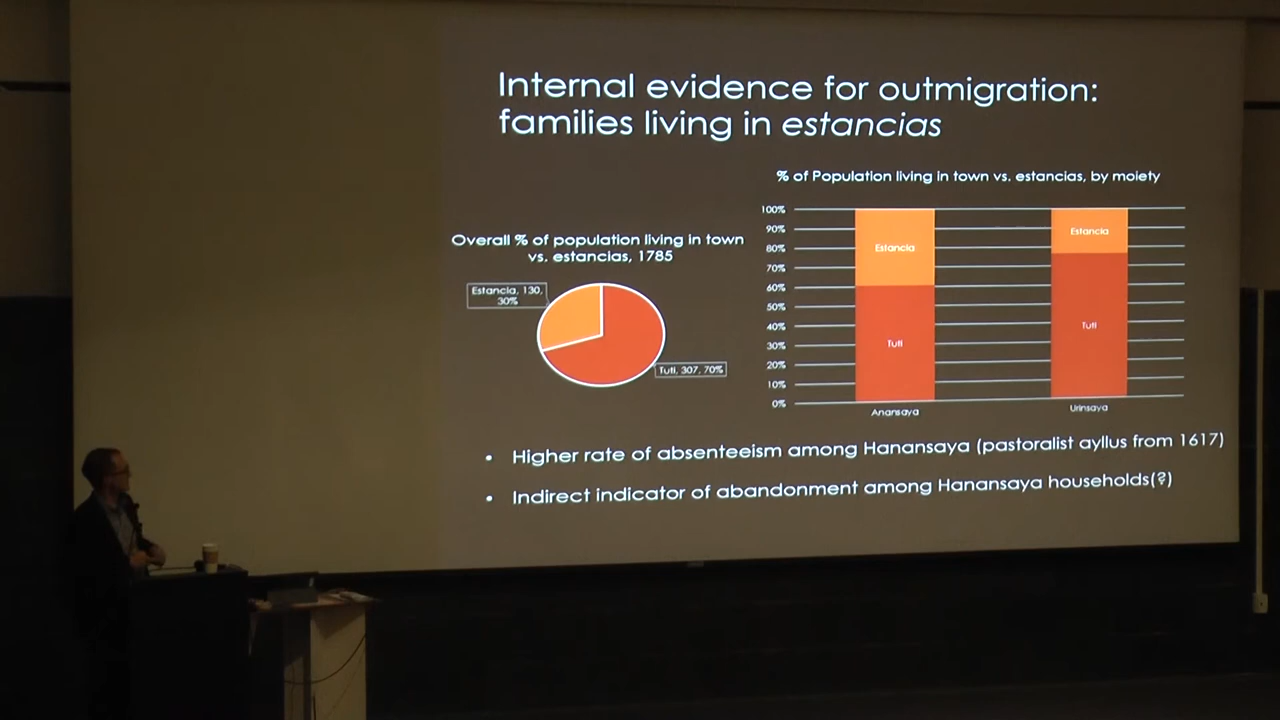 Internal evidence for outmigration:
families living in estancias
Overall % of population living in town
vs. estancias, 1785
Estancia, 130,
30%
Tuti, 307, 70%
% of Population living in town vs. estancias, by moiety
100%
90%
80%
70%
60%
50%
40%
30%
20%
10%
0%
Estancia
Tuti
Estancia
Tuti
Anansaya
Urinsaya
• Higher rate of absenteeism among Hanansaya (pastoralist ayllus from 1617)
• Indirect indicator of abandonment among Hanansaya households(?)